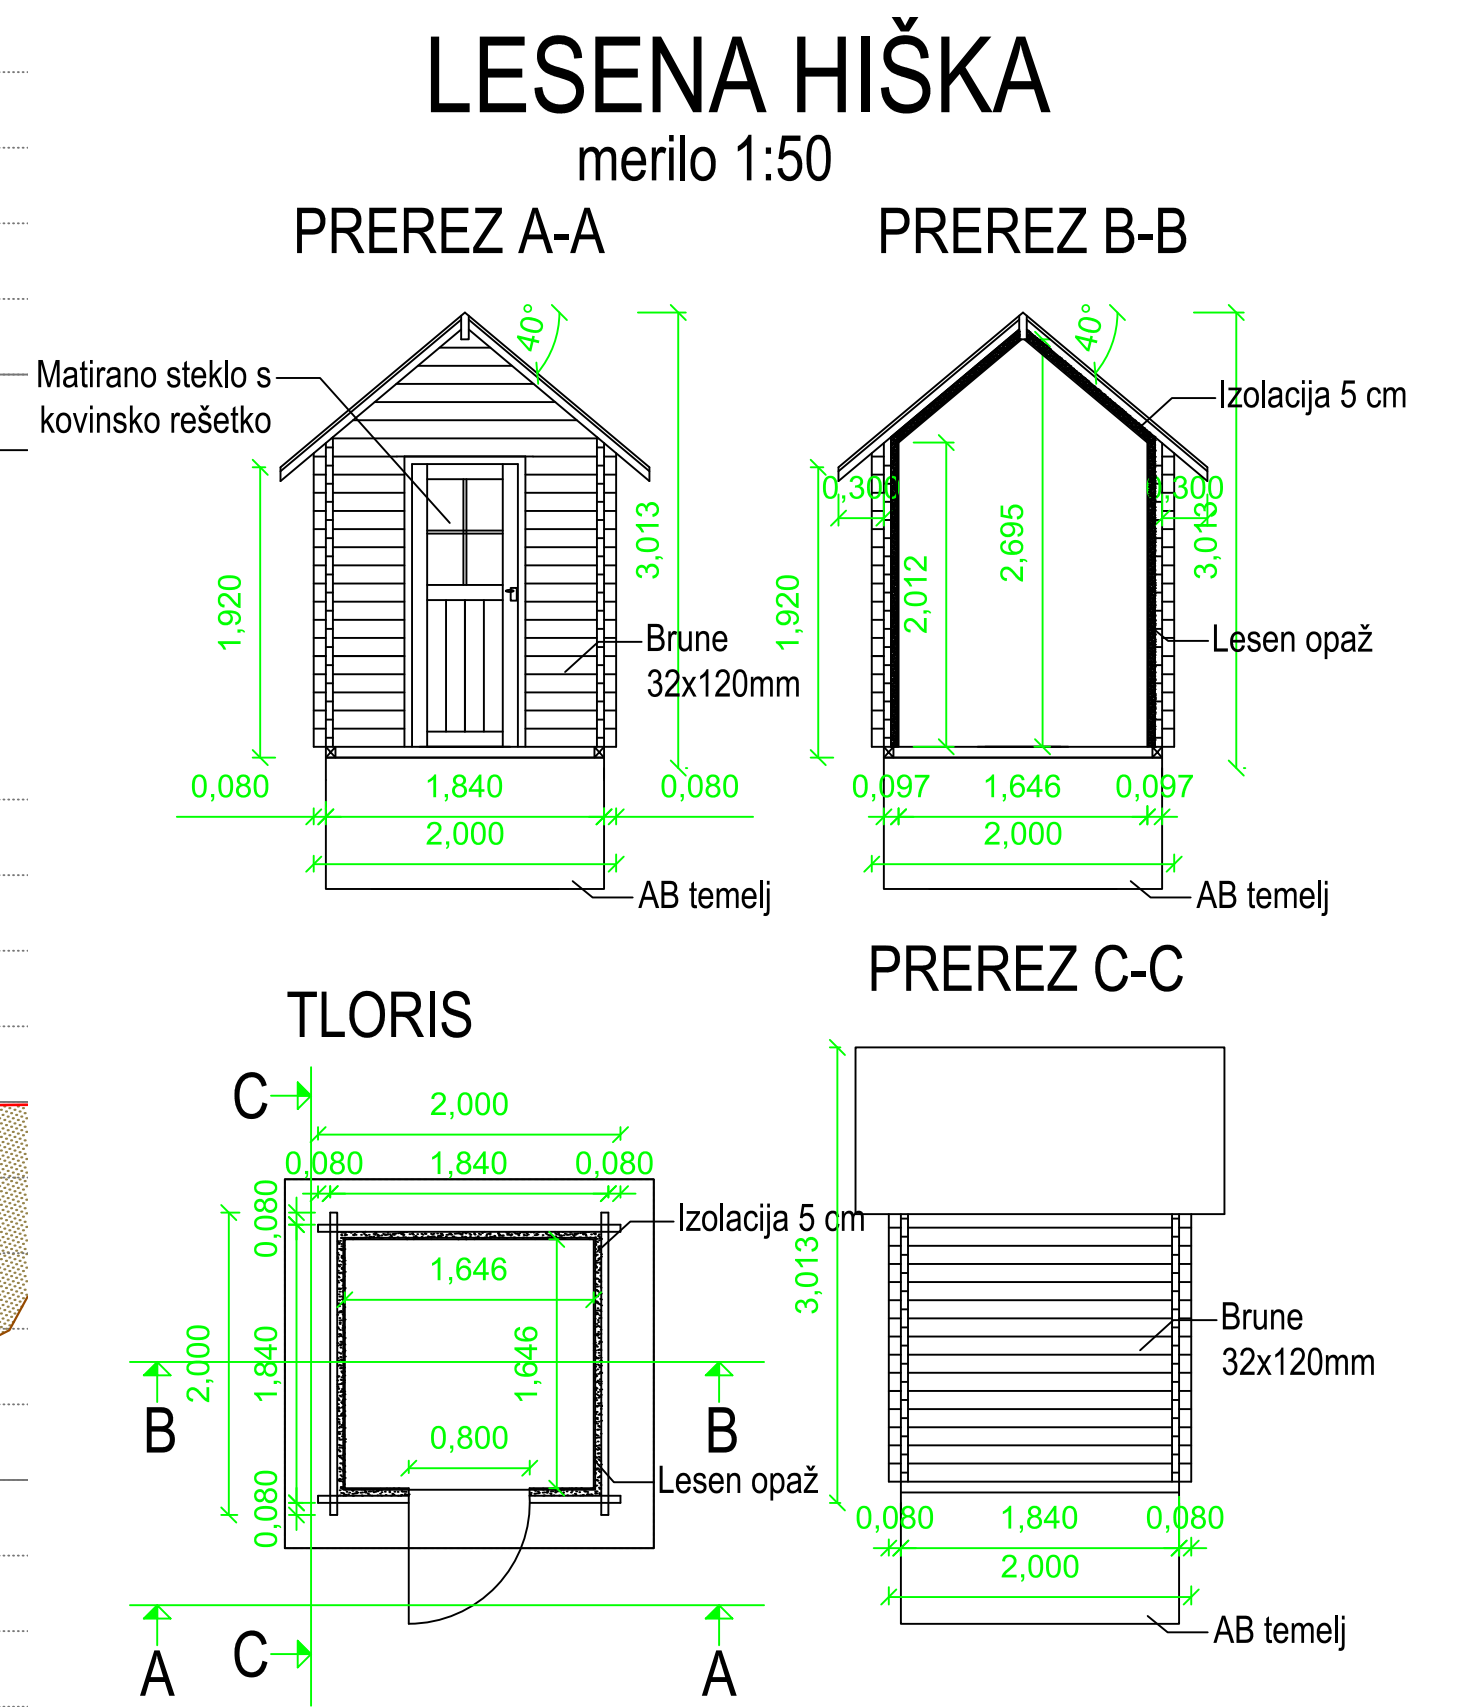 LESENA HIŠKA
merilo 1:50
PREREZ A-A
PREREZ B-B
40°
Matirano steklo s
kovinsko rešetko
1,920
3,013
Brune
32x120mm
0,080
1,840
0,080
2,000
AB temelj
40°
Izolacija 5 cm
0,300
0,300
1,920
2,012
2,695
3,013
Lesen opaž
0,097
1,646
0,097
2,000
AB temelj
TLORIS
C
2,000
0,080
1,840
0,080
0,080
Izolacija 5 cm
1,646
2,000
1,840
1,646
B
B
0,800
Lesen opaž
0,080
C
A
A
PREREZ C-C
3,013
Brune
32x120mm
0,080
1,840
0,080
2,000
AB temelj